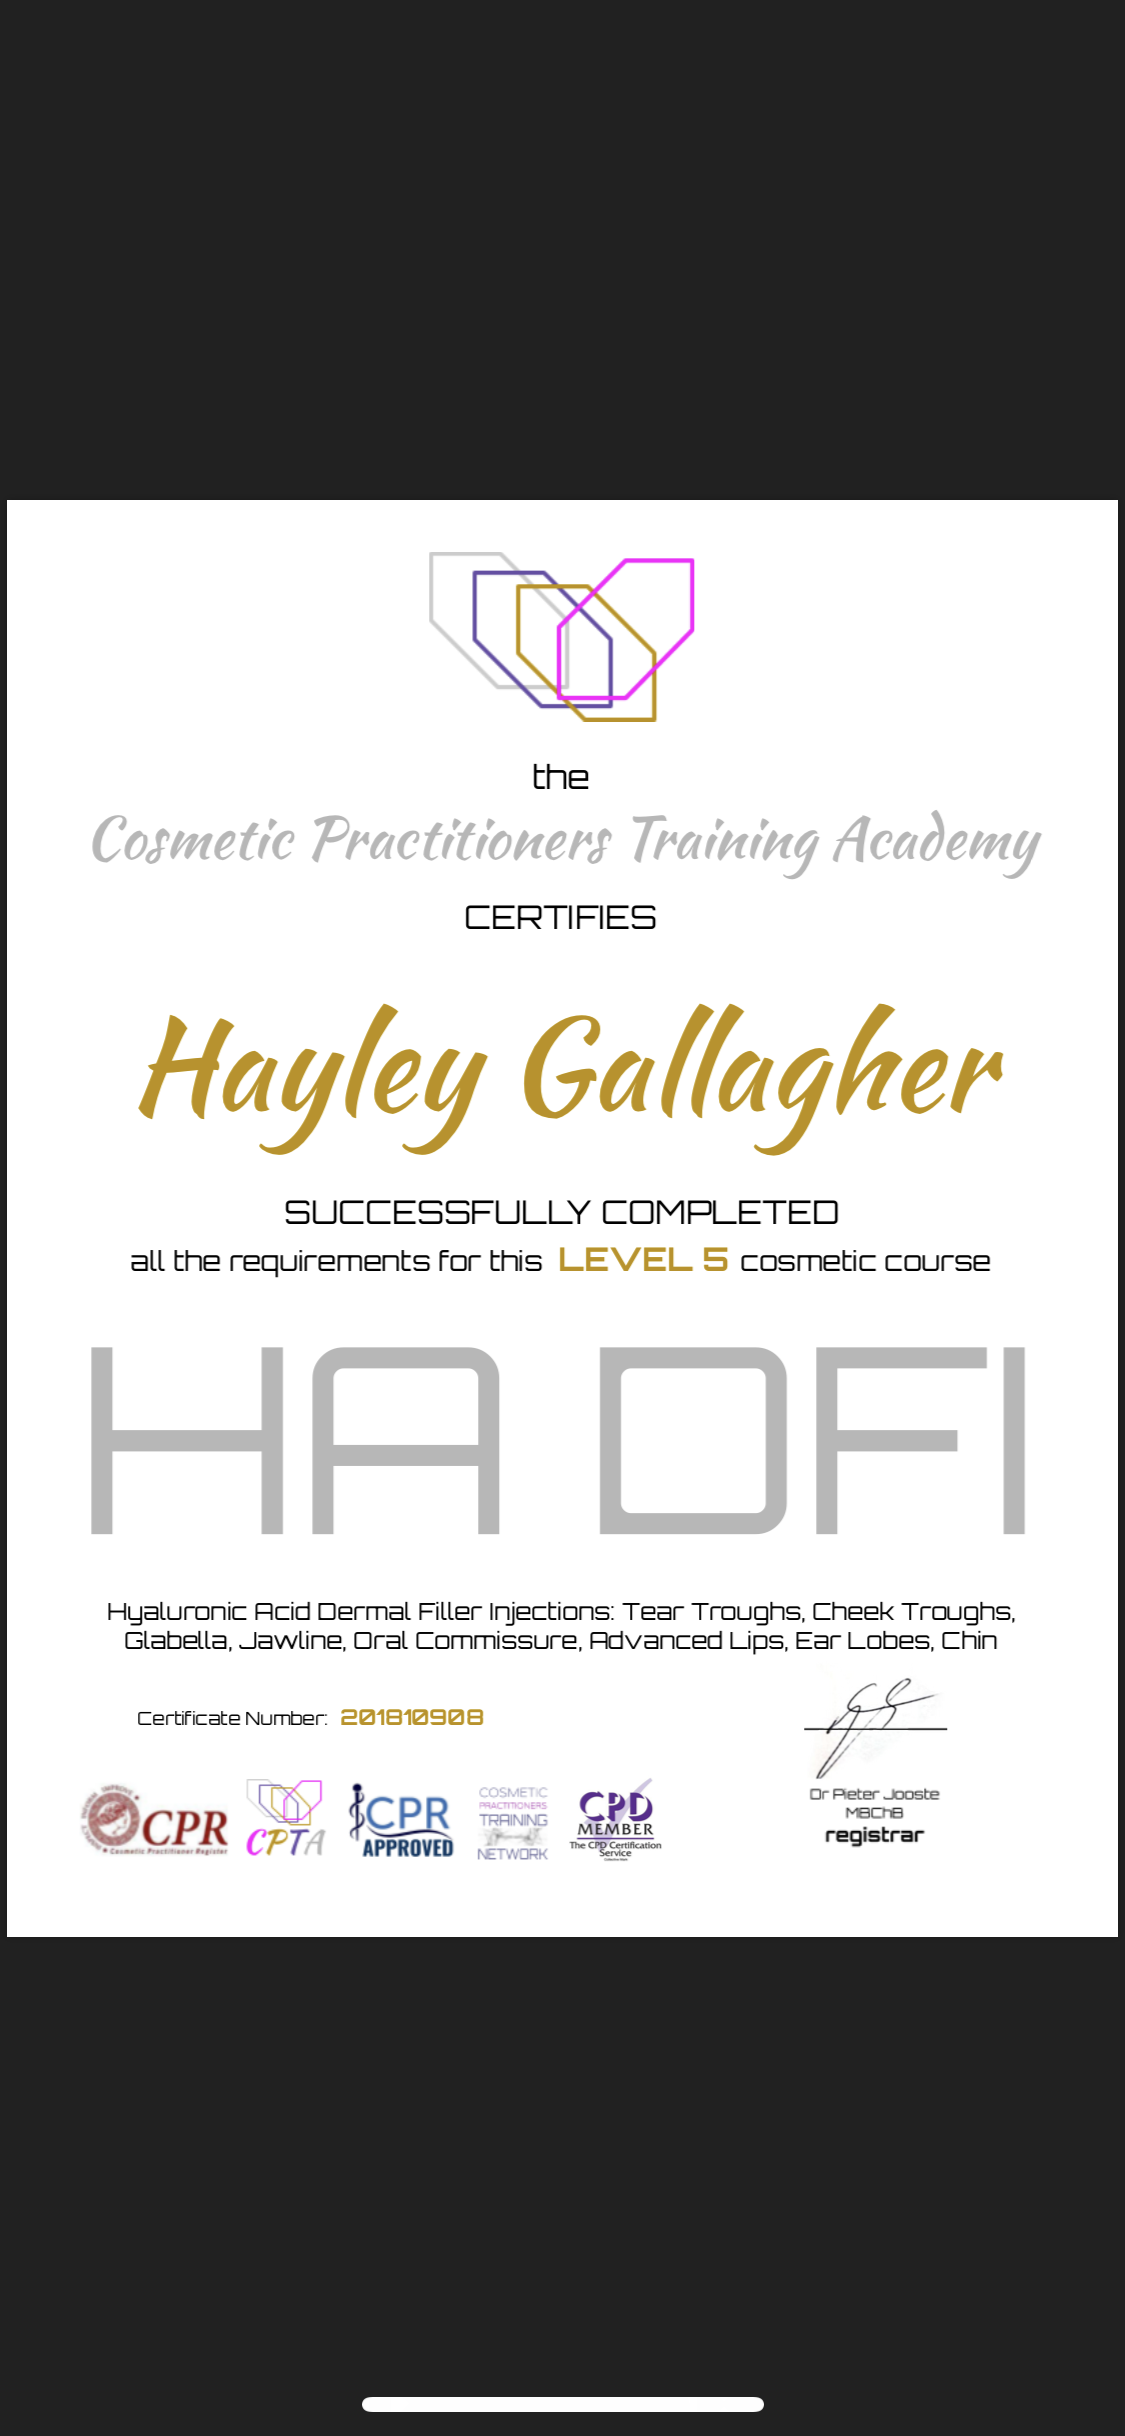 the
Cosmetic Practitioners Training Academy
CERTIFIES
Hayley Gallagher
SUCCESSFULLY COMPLETED
all the requirements for this LEVEL 5 cosmetic course
HA DFI
Hyaluronic Acid Dermal Filler Injections: Tear Troughs, Cheek Troughs,
Glabella, Jawline, Oral Commissure, Advanced Lips, Ear Lobes, Chin
Certificate Number: 201810908
Dr Pieter Jooste
MBChB
registrar
CPR
Cosmetic Practitioner Register
CPTA
CPR
APPROVED
COSMETIC
PRACTITIONERS
TRAINING
NETWORK
CPD
MEMBER
The CPD Certification
Service